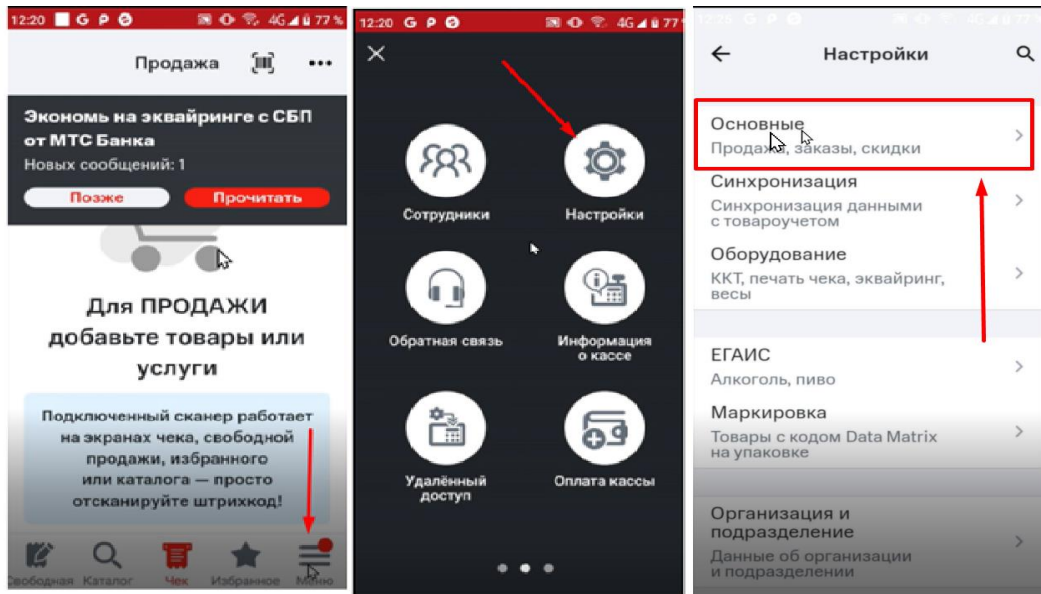 12:20 G P 4G 77 %
Продажа
Экономь на эквайринге с СБП
от МТС Банка
Новых сообщений: 1
Позже
Прочитать
Для ПРОДАЖИ
добавьте товары или
услуги
Подключенный сканер работает
на экранах чека, свободной
продажи, избранного
или каталога — просто
отсканируйте штрихкод!
Свободная Каталог Чек Избранное Меню
12:20 G P 4G 77
Сотрудники
Настройки
Обратная связь
Информация
о кассе
Удалённый
доступ
Оплата кассы
Настройки
Основные
Продажа, заказы, скидки
Синхронизация
Синхронизация данными
с товароучетом
Оборудование
ККТ, печать чека, эквайринг,
весы
ЕГАИС
Алкоголь, пиво
Маркировка
Товары с кодом Data Matrix
на упаковке
Организация и
подразделение
Данные об организации
и подразделении